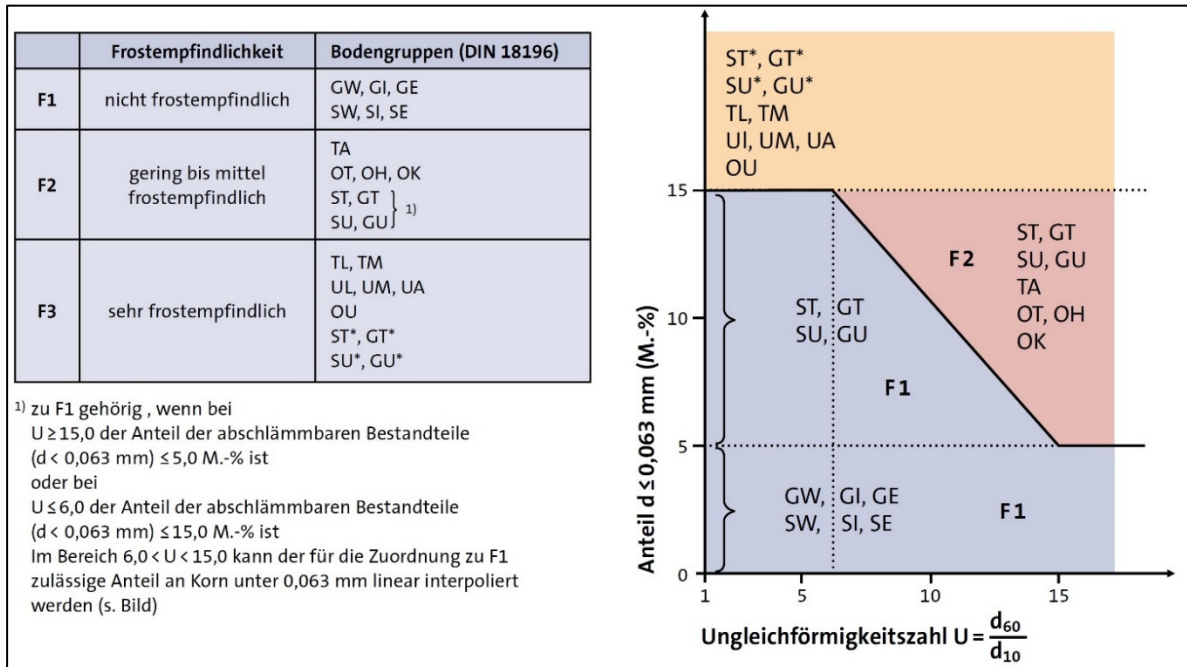 Frostempfindlichkeit Bodengruppen (DIN 18196)
F1 nicht frostempfindlich GW, GI, GE
SW, SI, SE
F2 gering bis mittel
frostempfindlich
TA
OT, OH, OK
ST, GT
SU, GU
1)
F3 sehr frostempfindlich
TL, TM
UL, UM, UA
OU
ST*, GT*
SU*, GU*
1) zu F1 gehörig , wenn bei
U ≥ 15,0 der Anteil der abschlämmbaren Bestandteile
(d < 0,063 mm) ≤ 5,0 M.-% ist
oder bei
U ≤ 6,0 der Anteil der abschlämmbaren Bestandteile
(d < 0,063 mm) ≤ 15,0 M.-% ist
Im Bereich 6,0 < U < 15,0 kann der für die Zuordnung zu F1
zulässige Anteil an Korn unter 0,063 mm linear interpoliert
werden (s. Bild)
Anteil d ≤ 0,063 mm (M.-%)
ST*, GT*
SU*, GU*
TL, TM
Ul, UM, UA
OU
15
10
5
0
ST, GT
SU, GU
F1
F2
ST, GT
SU, GU
TA
OT, OH
OK
GW, GI, GE
SW, SI, SE
F1
1 5 10 15
Ungleichförmigkeitszahl U = d60
d10